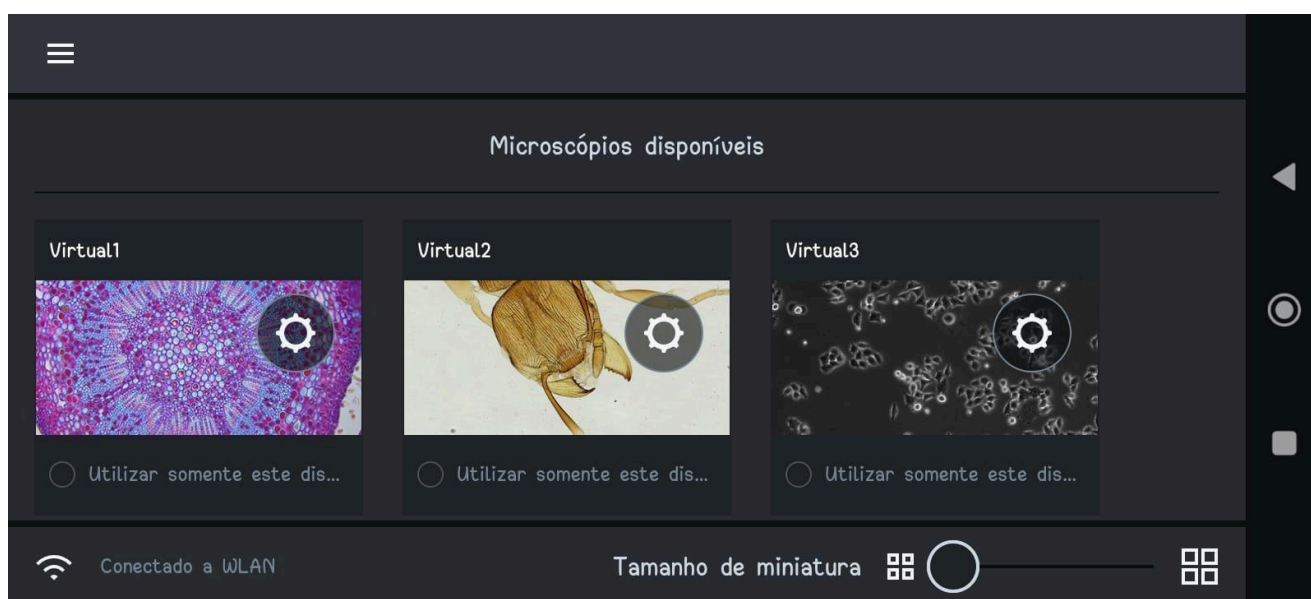 Microscópios disponíveis
Virtual1
Virtual2
Virtual3
Utilizar somente este dis...
Utilizar somente este dis...
Utilizar somente este dis...
Conectado a WLAN
Tamanho de miniatura